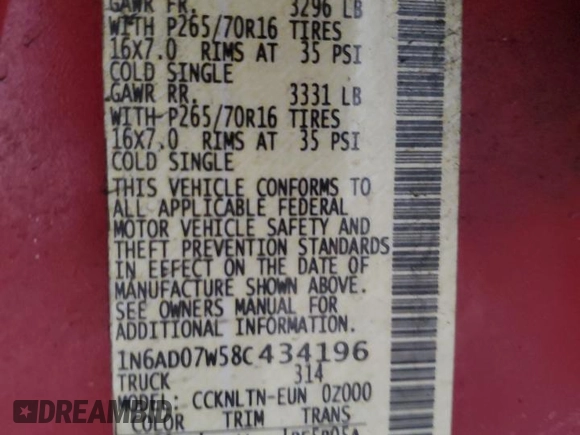 GAWR FR. 3296 LB
WITH P265/70R16 TIRES
16X7.0 RIMS AT 35 PSI
COLD SINGLE
GAWR RR. 3331 LB
WITH P265/70R16 TIRES
16X7.0 RIMS AT 35 PSI
COLD SINGLE
THIS VEHICLE CONFORMS TO
ALL APPLICABLE FEDERAL
MOTOR VEHICLE SAFETY AND
THEFT PREVENTION STANDARDS
IN EFFECT ON THE DATE OF
MANUFACTURE SHOWN ABOVE.
SEE OWNERS MANUAL FOR
ADDITIONAL INFORMATION.
1N6AD07W58C434196
TRUCK 314
MODEL: CCKNLTN-EUN 0Z000
COLOR TRIM TRANS
DREAMBID